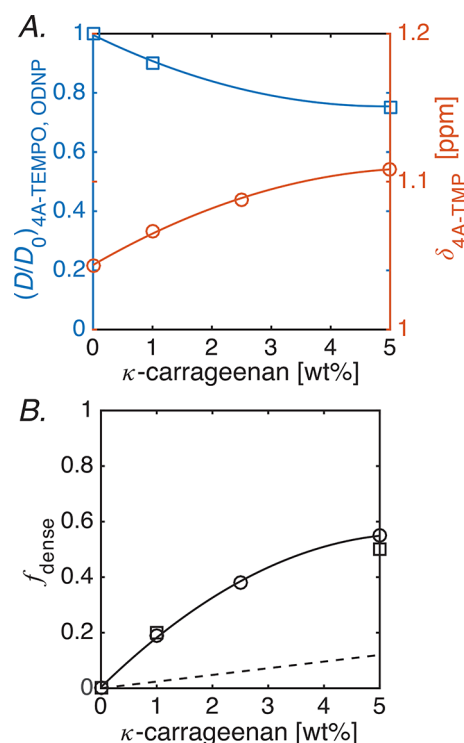 A.
1
0.8
0.6
0.4
0.2
0
(D/D0)4A-TEMPO, ODNP
1.2
1.1
1
δ4A-TMP [ppm]
0 1 2 3 4 5
κ-carrageenan [wt%]
B.
1
0.8
0.6
0.4
0.2
0
fdense
0 1 2 3 4 5
κ-carrageenan [wt%]